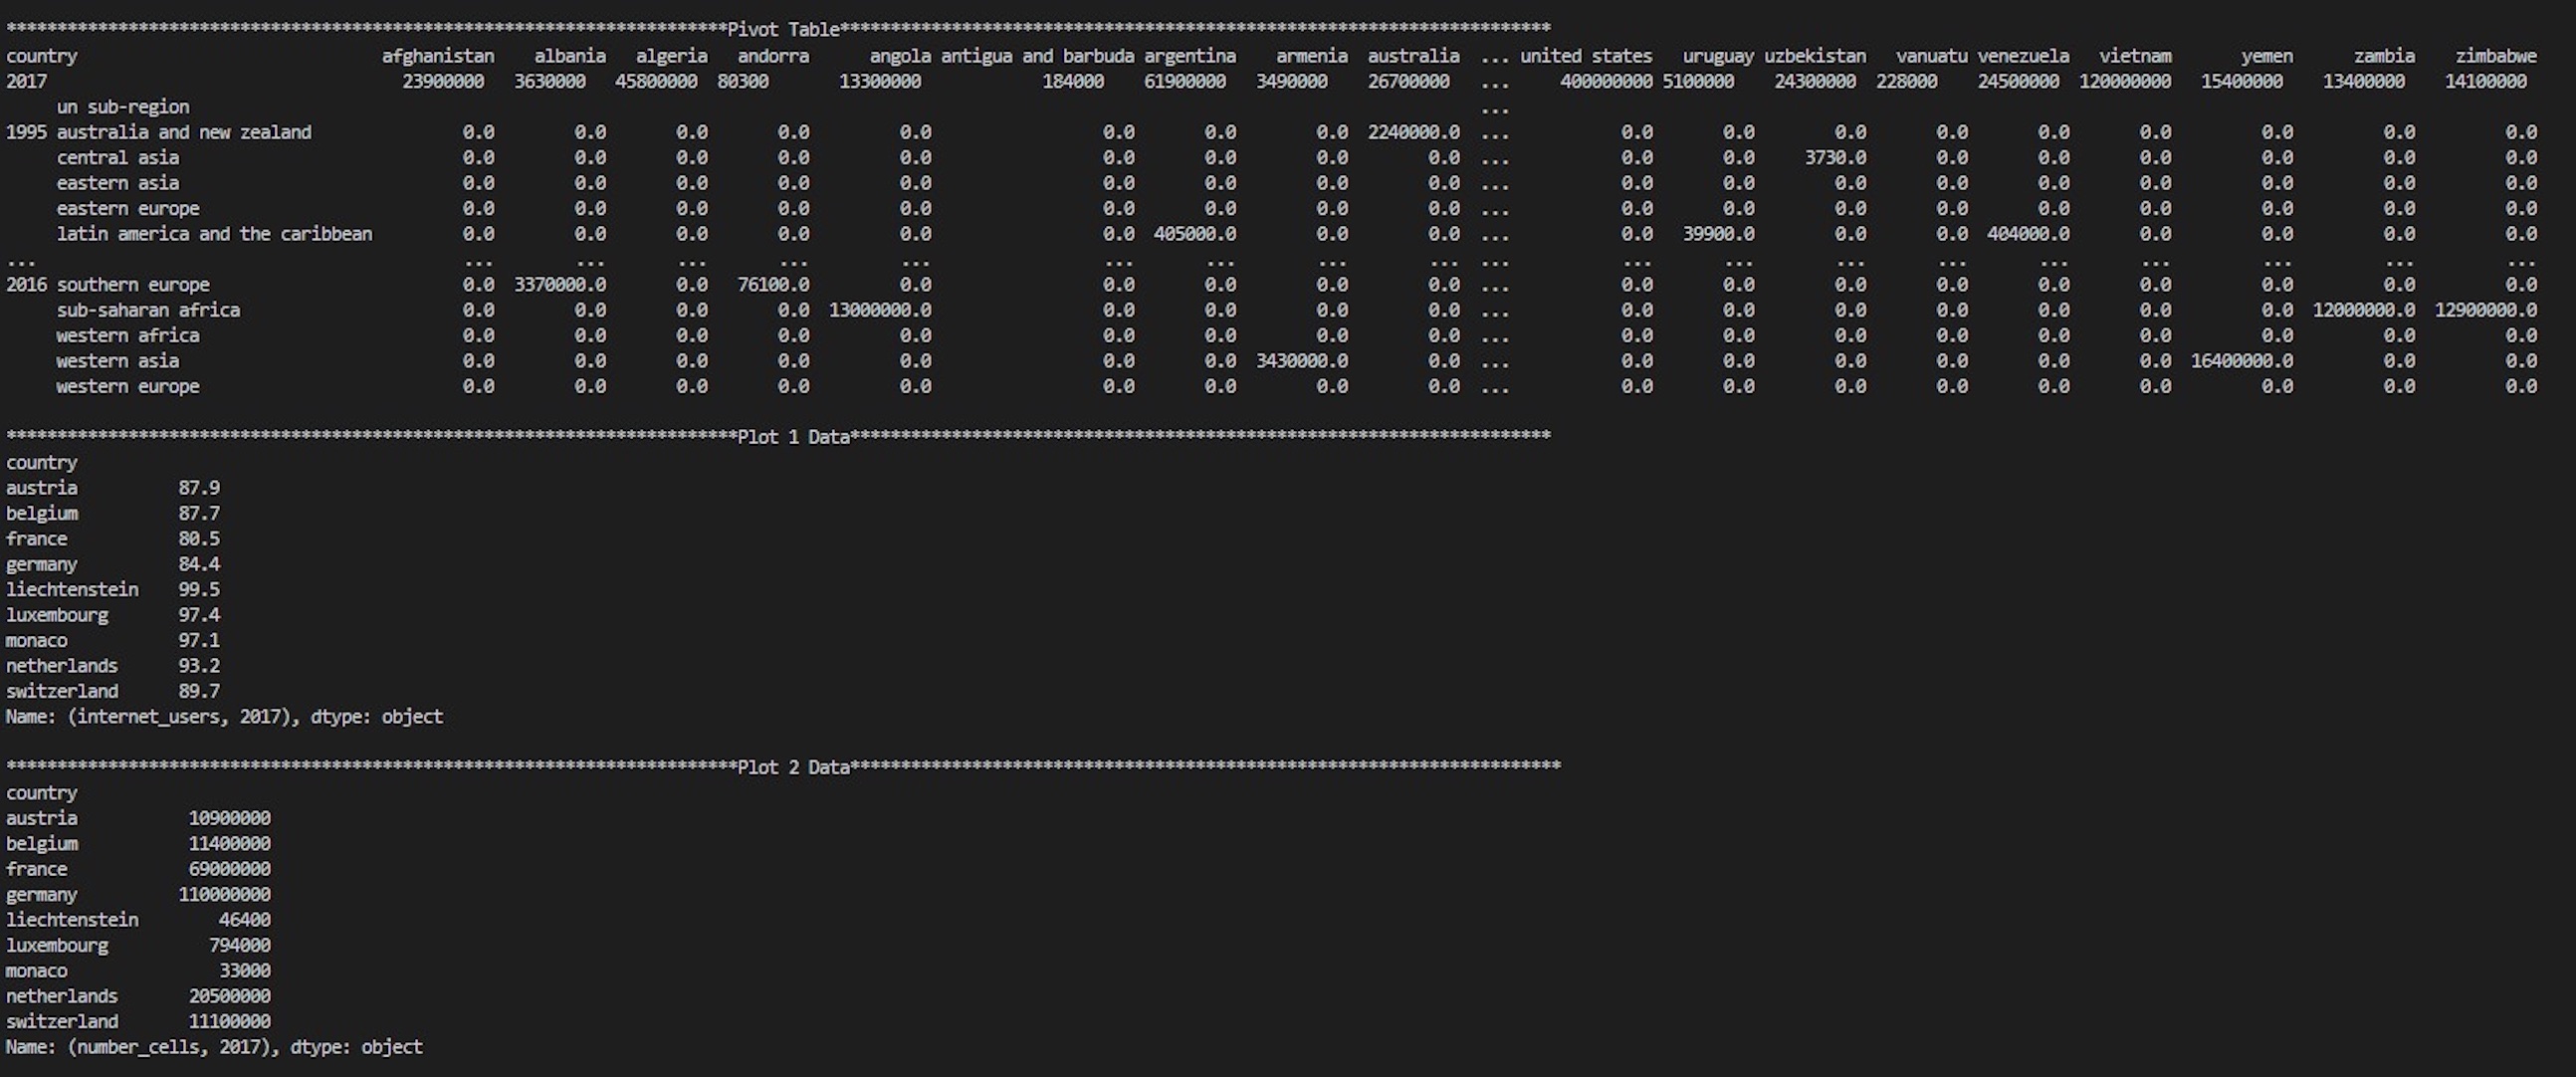 ***********************************************************************Pivot Table**********************************************************************
country afghanistan albania algeria andorra angola antigua and barbuda argentina armenia australia ... united states uruguay uzbekistan vanuatu venezuela vietnam yemen zambia zimbabwe
2017 23900000 3630000 45800000 80300 13300000 184000 61900000 3490000 26700000 ... 400000000 5100000 24300000 228000 24500000 120000000 15400000 13400000 14100000
un sub-region ...
1995 australia and new zealand 0.0 0.0 0.0 0.0 0.0 0.0 0.0 0.0 2240000.0 ... 0.0 0.0 0.0 0.0 0.0 0.0 0.0 0.0 0.0
central asia 0.0 0.0 0.0 0.0 0.0 0.0 0.0 0.0 0.0 ... 0.0 0.0 3730.0 0.0 0.0 0.0 0.0 0.0 0.0
eastern asia 0.0 0.0 0.0 0.0 0.0 0.0 0.0 0.0 0.0 ... 0.0 0.0 0.0 0.0 0.0 0.0 0.0 0.0 0.0
eastern europe 0.0 0.0 0.0 0.0 0.0 0.0 0.0 0.0 0.0 ... 0.0 0.0 0.0 0.0 0.0 0.0 0.0 0.0 0.0
latin america and the caribbean 0.0 0.0 0.0 0.0 0.0 0.0 405000.0 0.0 0.0 ... 0.0 39900.0 0.0 0.0 404000.0 0.0 0.0 0.0 0.0
... ... ... ... ... ... ... ... ... ... ... ... ... ... ... ... ... ... ... ...
2016 southern europe 0.0 3370000.0 0.0 76100.0 0.0 0.0 0.0 0.0 0.0 ... 0.0 0.0 0.0 0.0 0.0 0.0 0.0 0.0 0.0
sub-saharan africa 0.0 0.0 0.0 0.0 13000000.0 0.0 0.0 0.0 0.0 ... 0.0 0.0 0.0 0.0 0.0 0.0 0.0 12000000.0 12900000.0
western africa 0.0 0.0 0.0 0.0 0.0 0.0 0.0 0.0 0.0 ... 0.0 0.0 0.0 0.0 0.0 0.0 0.0 0.0 0.0
western asia 0.0 0.0 0.0 0.0 0.0 0.0 0.0 3430000.0 0.0 ... 0.0 0.0 0.0 0.0 0.0 0.0 16400000.0 0.0 0.0
western europe 0.0 0.0 0.0 0.0 0.0 0.0 0.0 0.0 0.0 ... 0.0 0.0 0.0 0.0 0.0 0.0 0.0 0.0 0.0
************************************************************************Plot 1 Data*********************************************************************
country
austria 87.9
belgium 87.7
france 80.5
germany 84.4
liechtenstein 99.5
luxembourg 97.4
monaco 97.1
netherlands 93.2
switzerland 89.7
Name: (internet_users, 2017), dtype: object
************************************************************************Plot 2 Data**********************************************************************
country
austria 10900000
belgium 11400000
france 69000000
germany 110000000
liechtenstein 46400
luxembourg 794000
monaco 33000
netherlands 20500000
switzerland 11100000
Name: (number_cells, 2017), dtype: object